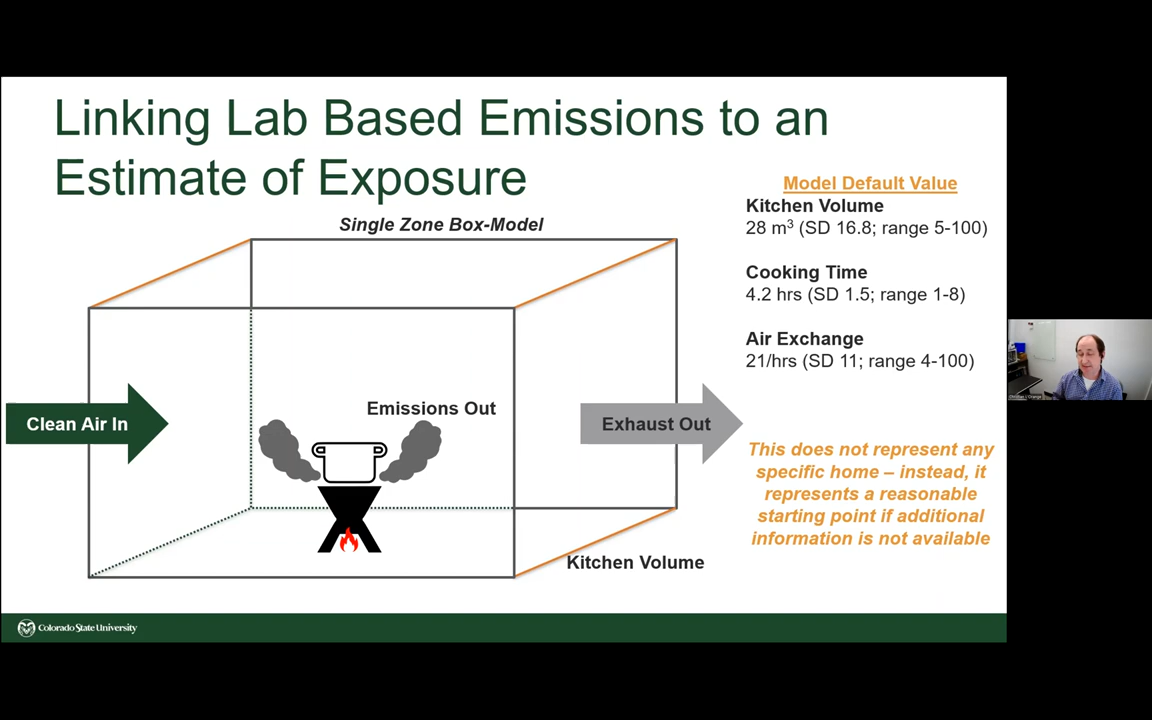 Linking Lab Based Emissions to an
Estimate of Exposure
Single Zone Box-Model
Clean Air In
Emissions Out
Exhaust Out
Kitchen Volume
Model Default Value
Kitchen Volume
28 m³ (SD 16.8; range 5-100)
Cooking Time
4.2 hrs (SD 1.5; range 1-8)
Air Exchange
21/hrs (SD 11; range 4-100)
This does not represent any
specific home – instead, it
represents a reasonable
starting point if additional
information is not available
Colorado State University